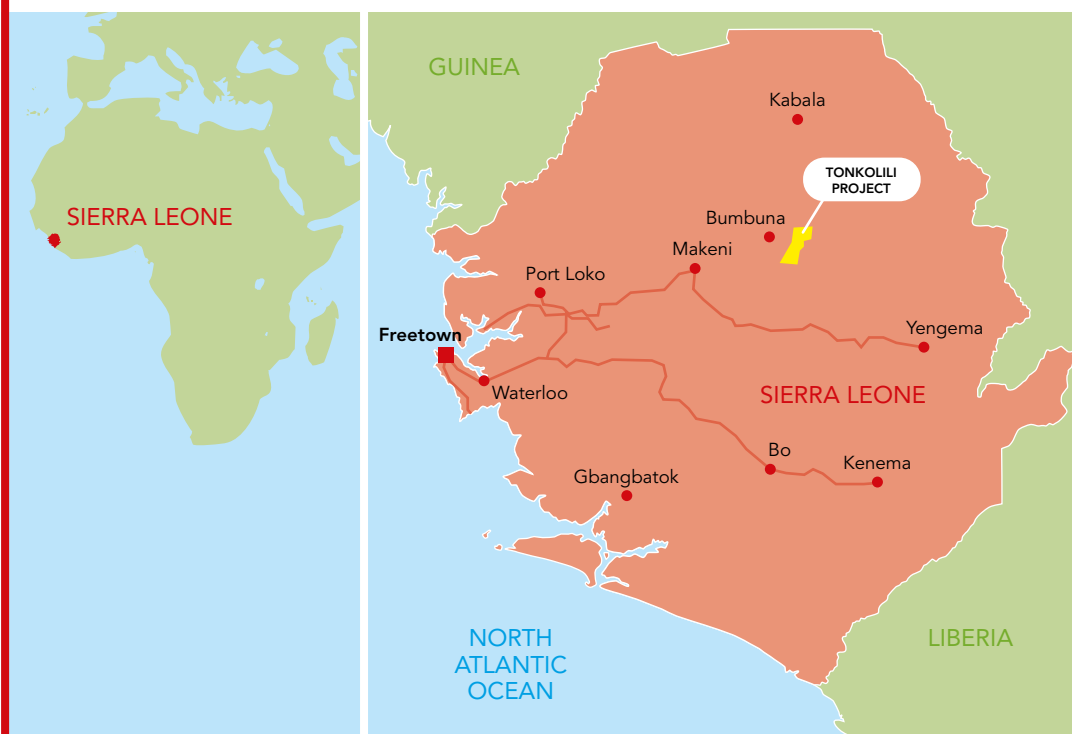 SIERRA LEONE
GUINEA
Kabala
TONKOLILI
PROJECT
Bumbuna
Makeni
Port Loko
Freetown
Yengema
Waterloo
SIERRA LEONE
Bo
Kenema
Gbangbatok
NORTH
ATLANTIC
OCEAN
LIBERIA